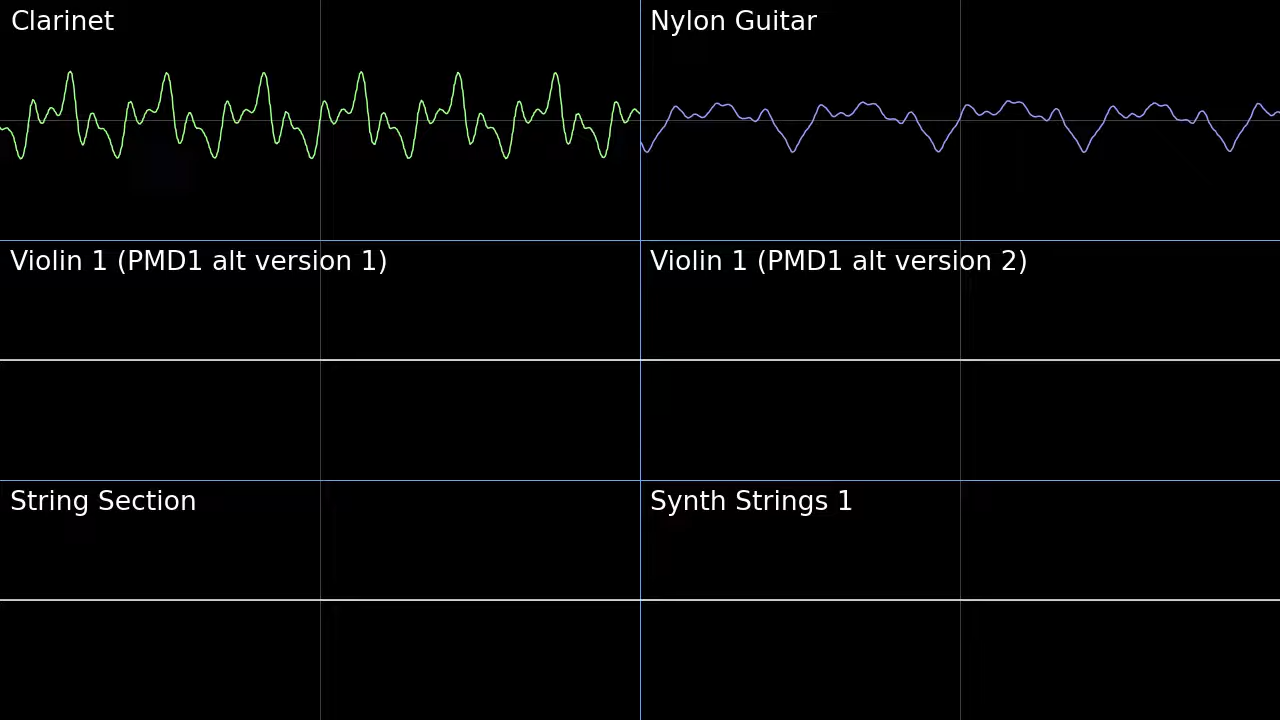 Clarinet
Nylon Guitar
Violin 1 (PMD1 alt version 1)
Violin 1 (PMD1 alt version 2)
String Section
Synth Strings 1